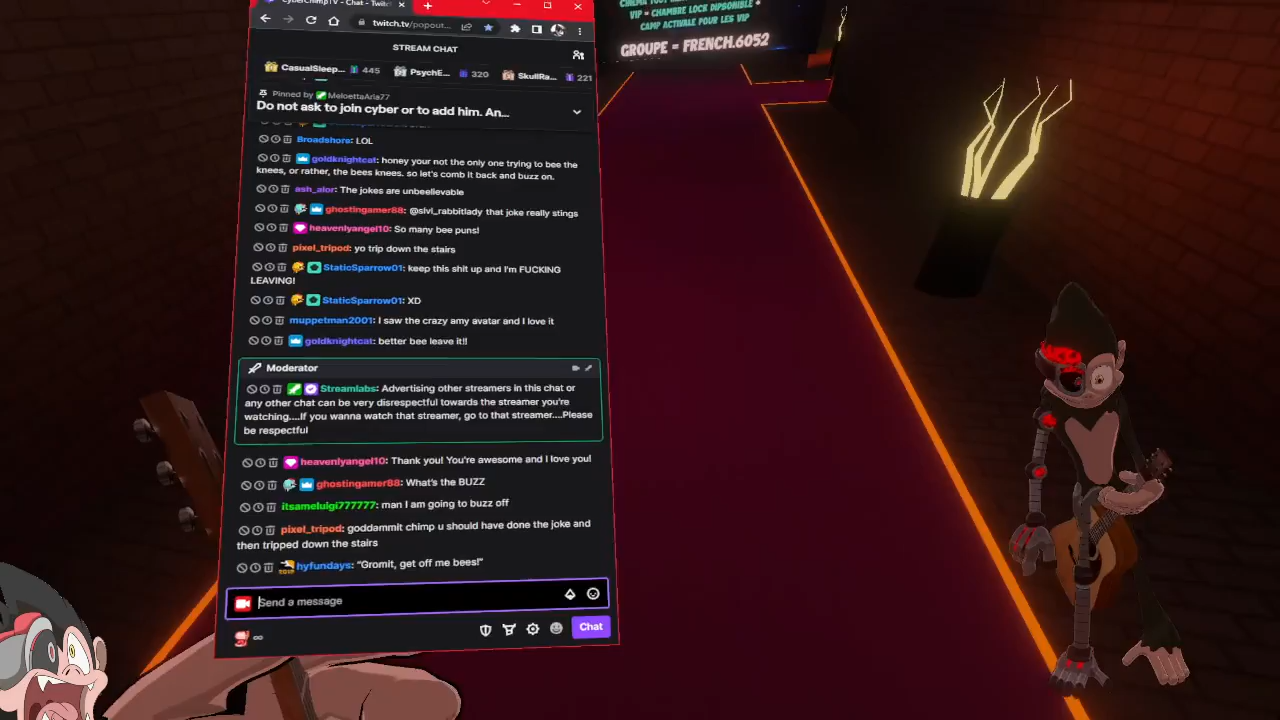 CINÉMA TOUT
VIP = CHAMBRE LOCK DIPSONIBLE +
CAMP ACTIVALE POUR LES VIP
GROUPE = FRENCH.6052
CyberChimpTV - Chat - Twitc
twitch.tv/popout...
STREAM CHAT
CasualSleep... 445 PsychE... 320 SkullRa... 221
Pinned by MeloettaAria77
Do not ask to join cyber or to add him. An...
Broadshore: LOL
goldknightcat: honey your not the only one trying to bee the
knees, or rather, the bees knees. so let's comb it back and buzz on.
ash_alor: The jokes are unbeelievable
ghostingamer88: @sivi_rabbitlady that joke really stings
heavenlyangel10: So many bee puns!
pixel_tripod: yo trip down the stairs
StaticSparrow01: keep this shit up and I'm FUCKING
LEAVING!
StaticSparrow01: XD
muppetman2001: I saw the crazy amy avatar and I love it
goldknightcat: better bee leave it!!
Moderator
Streamlabs: Advertising other streamers in this chat or
any other chat can be very disrespectful towards the streamer you're
watching....If you wanna watch that streamer, go to that streamer....Please
be respectful
heavenlyangel10: Thank you! You're awesome and I love you!
ghostingamer88: What's the BUZZ
itsameluigi777777: man I am going to buzz off
pixel_tripod: goddammit chimp u should have done the joke and
then tripped down the stairs
hyfundays: "Gromit, get off me bees!"
Send a message
∞
Chat